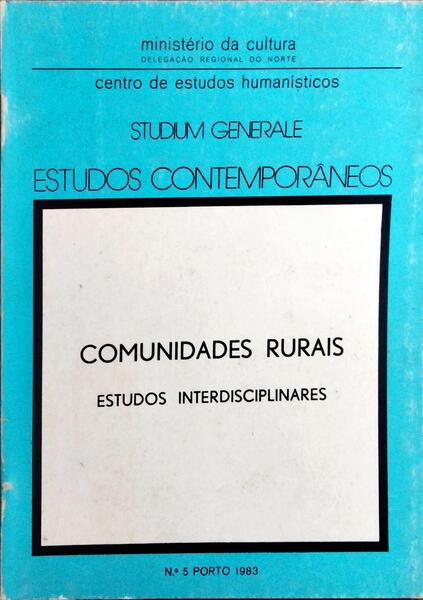 ministério da cultura
DELEGAÇÃO REGIONAL DO NORTE
centro de estudos humanísticos
STUDIUM GENERALE
ESTUDOS CONTEMPORÂNEOS
COMUNIDADES RURAIS
ESTUDOS INTERDISCIPLINARES
N.º 5 PORTO 1983